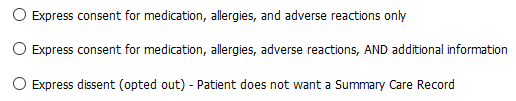 Express consent for medication, allergies, and adverse reactions only
Express consent for medication, allergies, adverse reactions, AND additional information
Express dissent (opted out) - Patient does not want a Summary Care Record